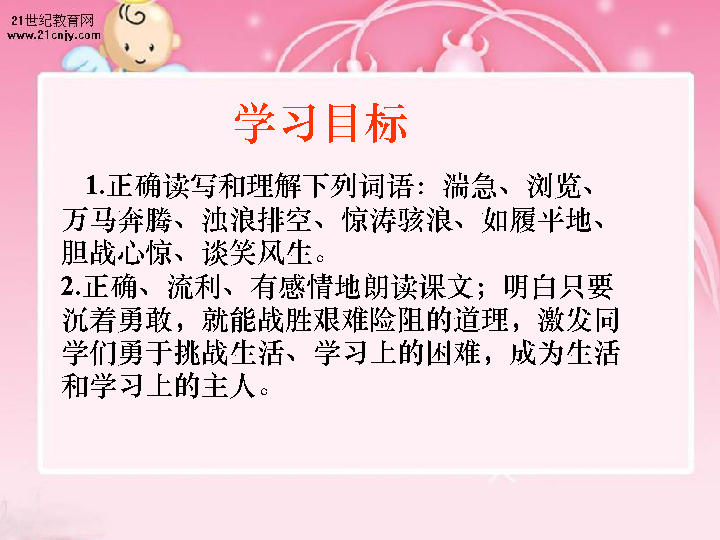 21世纪教育网
www.21cnjy.com
学习目标
1.正确读写和理解下列词语：湍急、浏览、
万马奔腾、浊浪排空、惊涛骇浪、如履平地、
胆战心惊、谈笑风生。
2.正确、流利、有感情地朗读课文；明白只要
沉着勇敢，就能战胜艰难险阻的道理，激发同
学们勇于挑战生活、学习上的困难，成为生活
和学习上的主人。